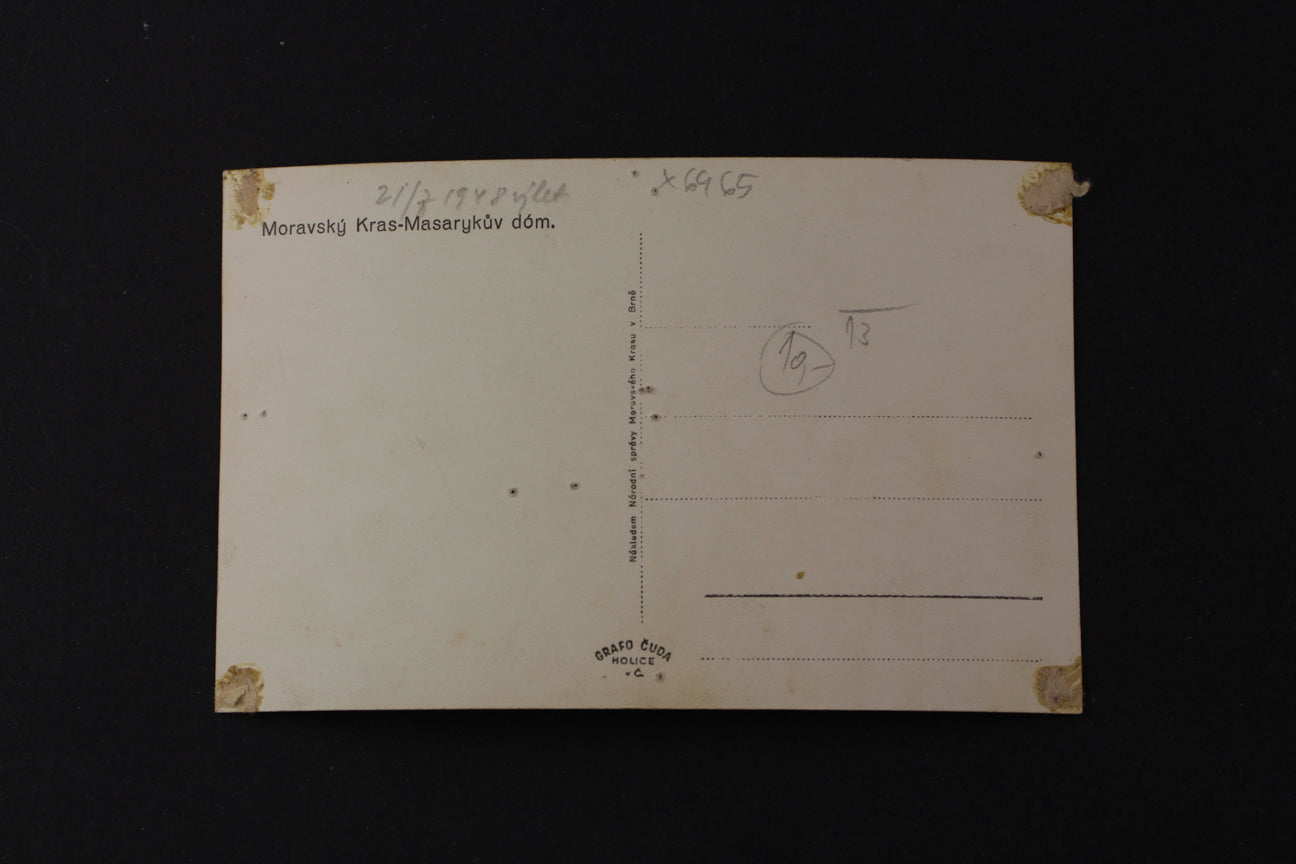 21/7 1948 výlet
x6965
Moravský Kras-Masarykův dóm.
Nákladem Národní správy Moravského Krasu v Brně
13
10,-
GRAFO ČUDA
HOLICE
v Č.